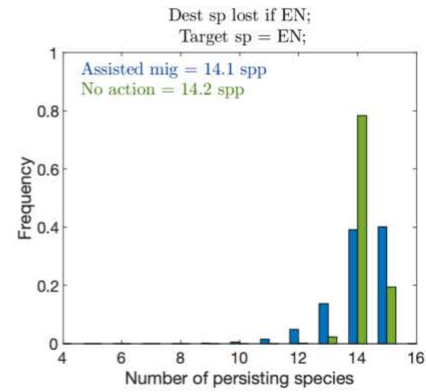 Dest sp lost if EN;
Target sp = EN;
Assisted mig = 14.1 spp
No action = 14.2 spp
1
0.8
0.6
0.4
0.2
0
Frequency
4 6 8 10 12 14 16
Number of persisting species